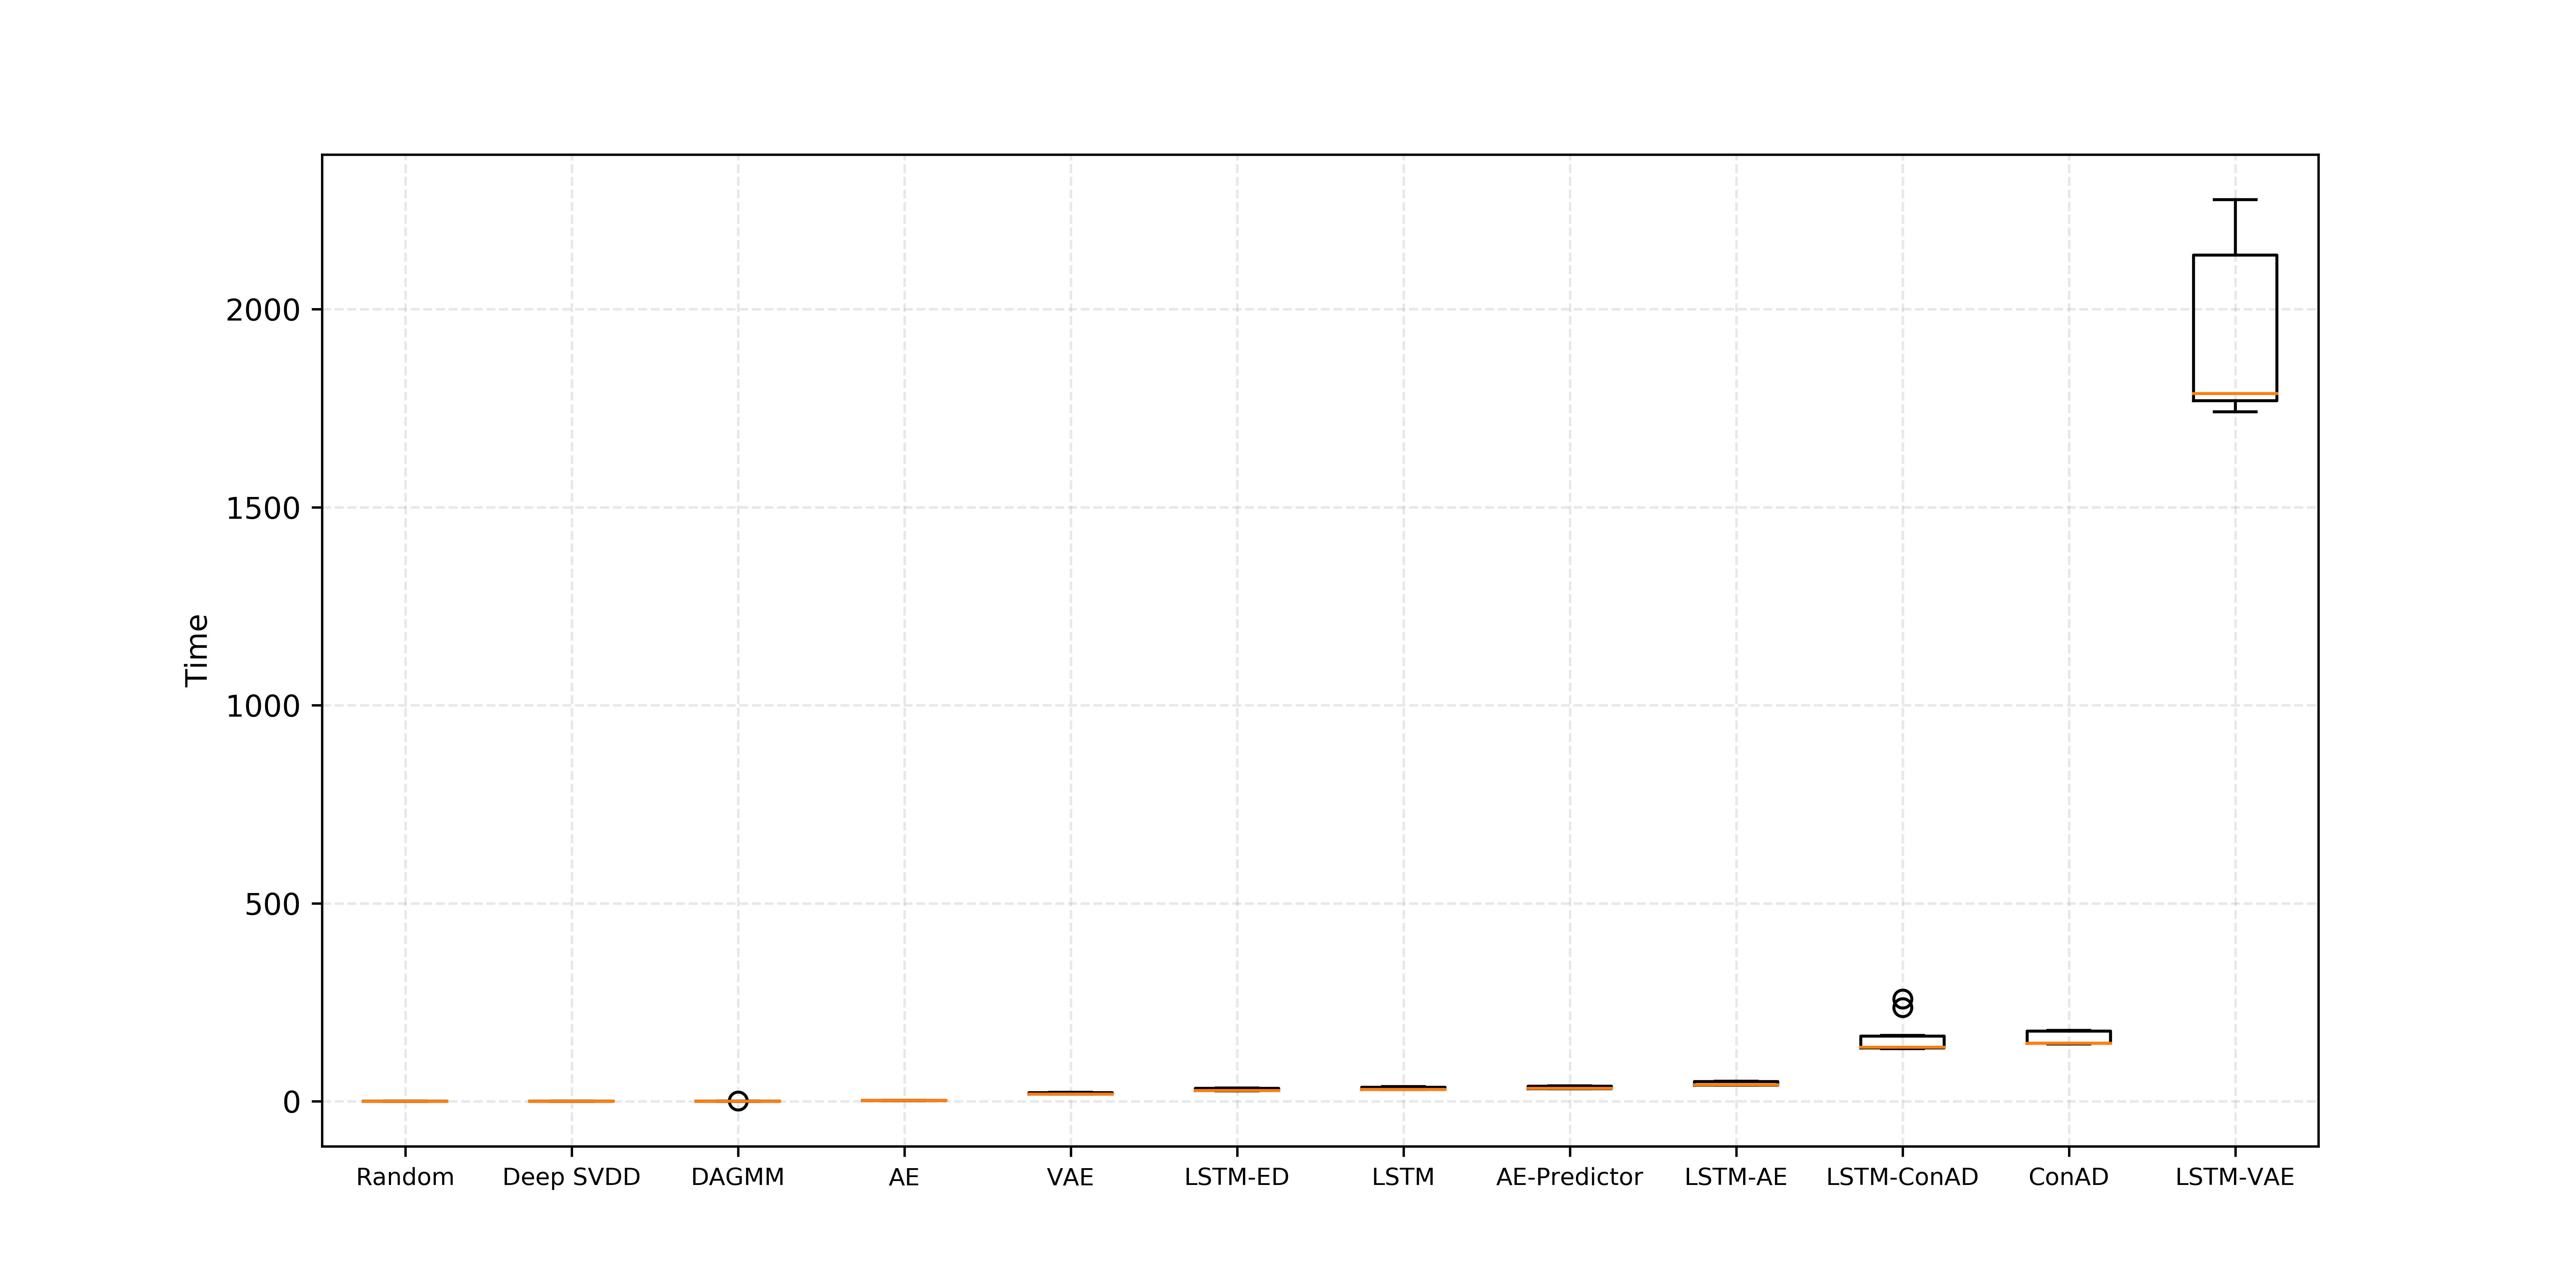 2000
1500
1000
500
0
Time
Random Deep SVDD DAGMM AE VAE LSTM-ED LSTM AE-Predictor LSTM-AE LSTM-ConAD ConAD LSTM-VAE